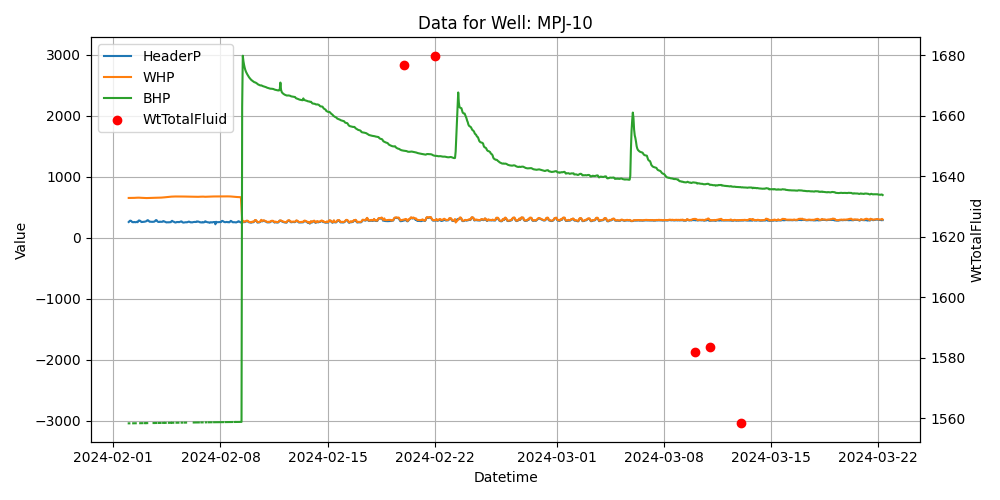 Data for Well: MPJ-10
HeaderP
WHP
BHP
WtTotalFluid
3000
2000
1000
0
−1000
−2000
−3000
Value
1680
1660
1640
1620
1600
1580
1560
WtTotalFluid
2024-02-01 2024-02-08 2024-02-15 2024-02-22 2024-03-01 2024-03-08 2024-03-15 2024-03-22
Datetime